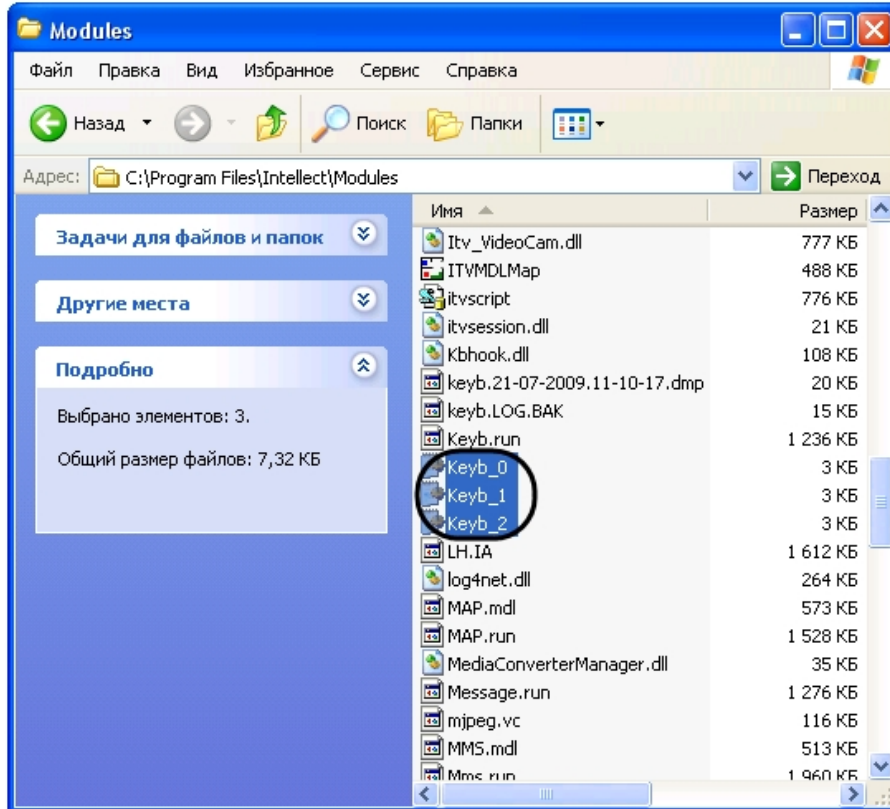 Modules
Файл Правка Вид Избранное Сервис Справка
Назад Поиск Папки
Адрес: C:\Program Files\Intellect\Modules Переход
Задачи для файлов и папок
Другие места
Подробно
Выбрано элементов: 3.
Общий размер файлов: 7,32 КБ
Имя Размер
Itv_VideoCam.dll 777 КБ
ITVMDLMap 488 КБ
itvscript 776 КБ
itvsession.dll 21 КБ
Kbhook.dll 108 КБ
keyb.21-07-2009.11-10-17.dmp 20 КБ
keyb.LOG.BAK 15 КБ
Keyb.run 1 236 КБ
Keyb_0 3 КБ
Keyb_1 3 КБ
Keyb_2 3 КБ
LH.IA 1 612 КБ
log4net.dll 264 КБ
MAP.mdl 573 КБ
MAP.run 1 528 КБ
MediaConverterManager.dll 35 КБ
Message.run 1 276 КБ
mjpeg.vc 116 КБ
MMS.mdl 513 КБ
Mms.run 1 960 КБ